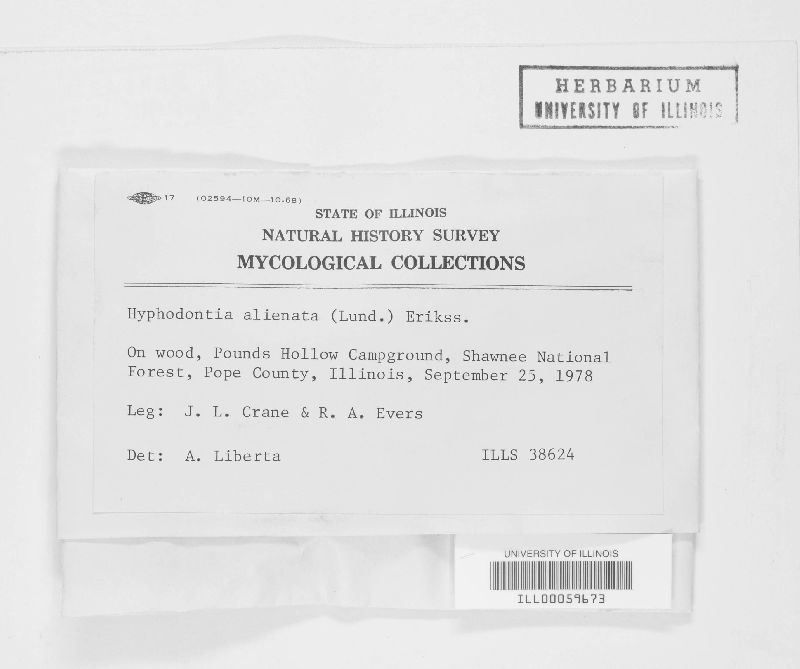 HERBARIUM
UNIVERSITY OF ILLINOIS
17 (02594—10M—10-68)
STATE OF ILLINOIS
NATURAL HISTORY SURVEY
MYCOLOGICAL COLLECTIONS
Hyphodontia alienata (Lund.) Erikss.
On wood, Pounds Hollow Campground, Shawnee National
Forest, Pope County, Illinois, September 25, 1978
Leg: J. L. Crane & R. A. Evers
Det: A. Liberta ILLS 38624
UNIVERSITY OF ILLINOIS
ILL00059673